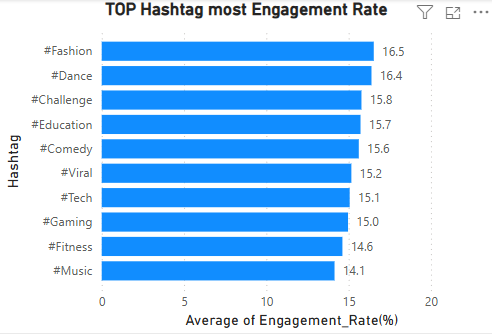 TOP Hashtag most Engagement Rate
Hashtag
#Fashion 16.5
#Dance 16.4
#Challenge 15.8
#Education 15.7
#Comedy 15.6
#Viral 15.2
#Tech 15.1
#Gaming 15.0
#Fitness 14.6
#Music 14.1
0 5 10 15 20
Average of Engagement_Rate(%)